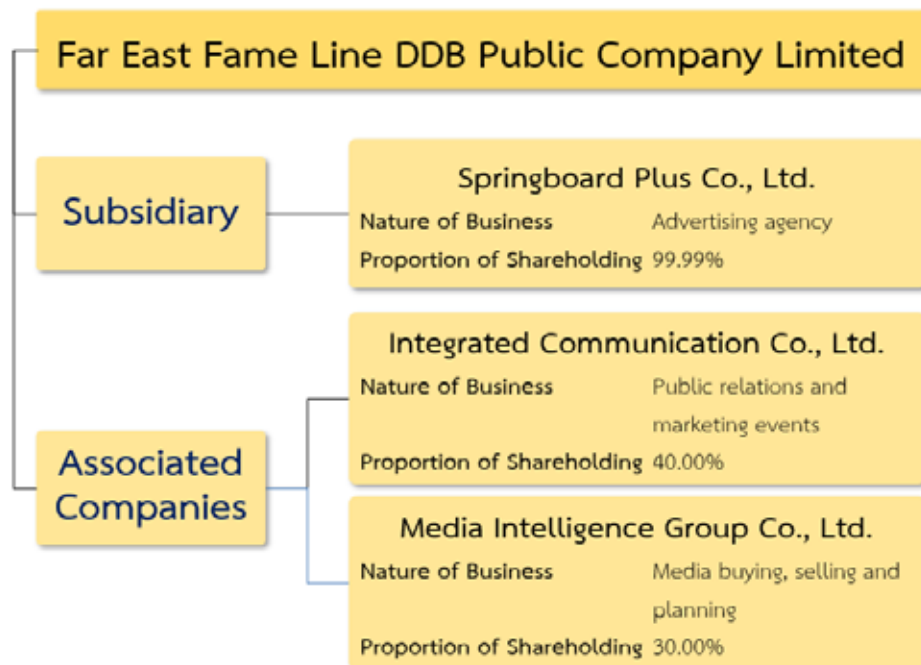 Far East Fame Line DDB Public Company Limited
Subsidiary
Springboard Plus Co., Ltd.
Nature of Business Advertising agency
Proportion of Shareholding 99.99%
Associated
Companies
Integrated Communication Co., Ltd.
Nature of Business Public relations and
marketing events
Proportion of Shareholding 40.00%
Media Intelligence Group Co., Ltd.
Nature of Business Media buying, selling and
planning
Proportion of Shareholding 30.00%